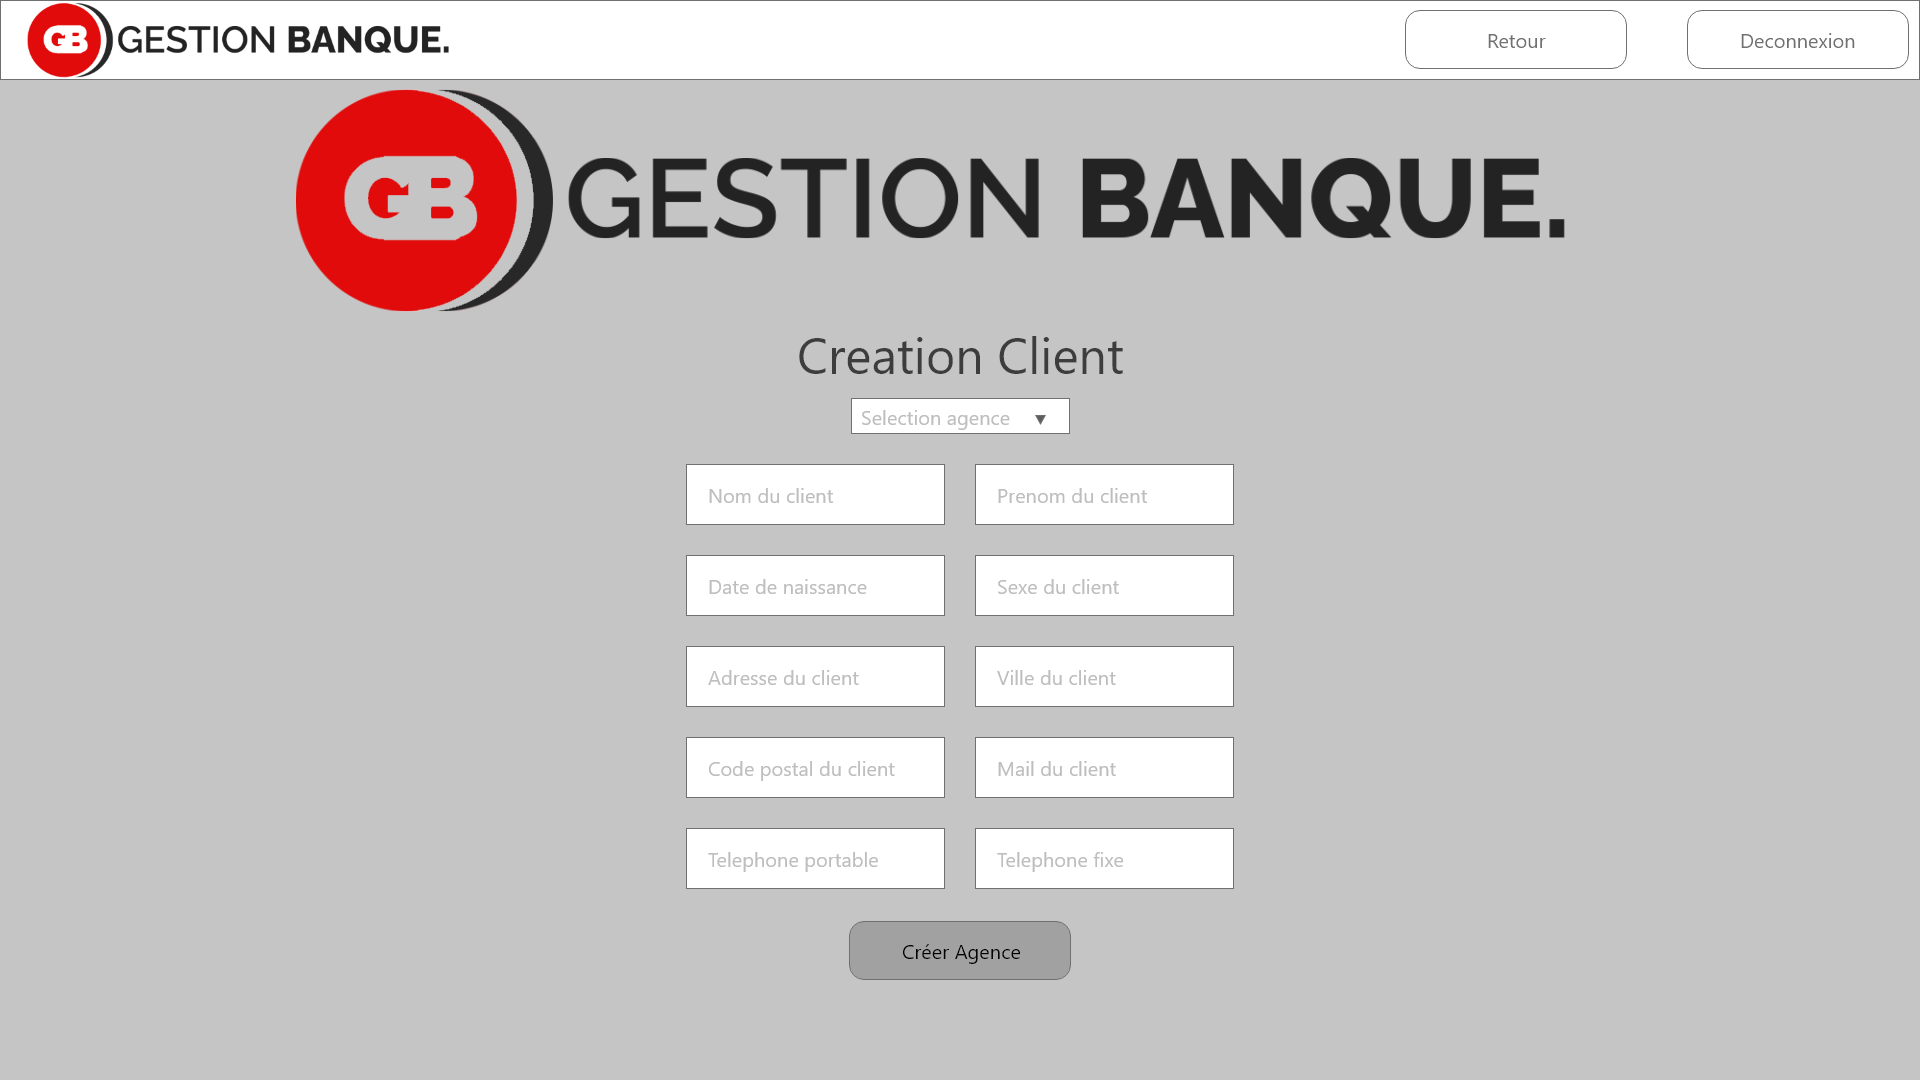 GB GESTION BANQUE.
Retour
Deconnexion
GB GESTION BANQUE.
Creation Client
Selection agence ▼
Nom du client
Prenom du client
Date de naissance
Sexe du client
Adresse du client
Ville du client
Code postal du client
Mail du client
Telephone portable
Telephone fixe
Créer Agence